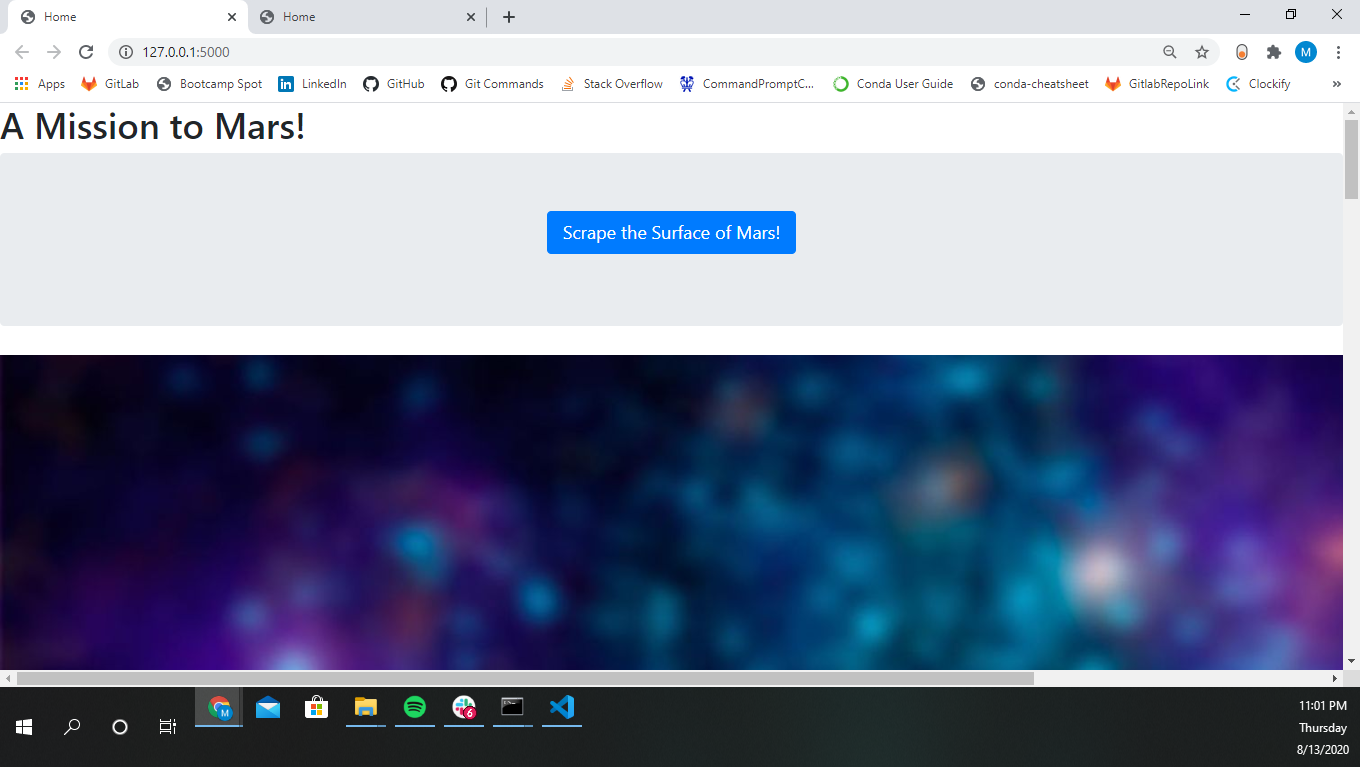 Home
Home
127.0.0.1:5000
M
Apps
GitLab
Bootcamp Spot
LinkedIn
GitHub
Git Commands
Stack Overflow
CommandPromptC...
Conda User Guide
conda-cheatsheet
GitlabRepoLink
Clockify
»
A Mission to Mars!
Scrape the Surface of Mars!
M
6
11:01 PM
Thursday
8/13/2020